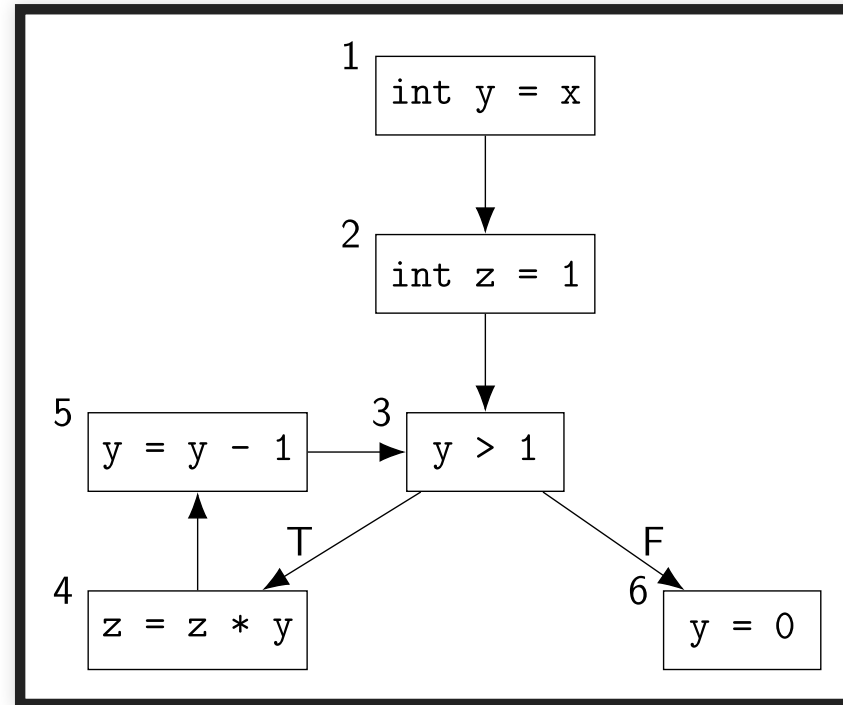 1
int y = x
2
int z = 1
5
y = y - 1
3
y > 1
T
F
4
z = z * y
6
y = 0